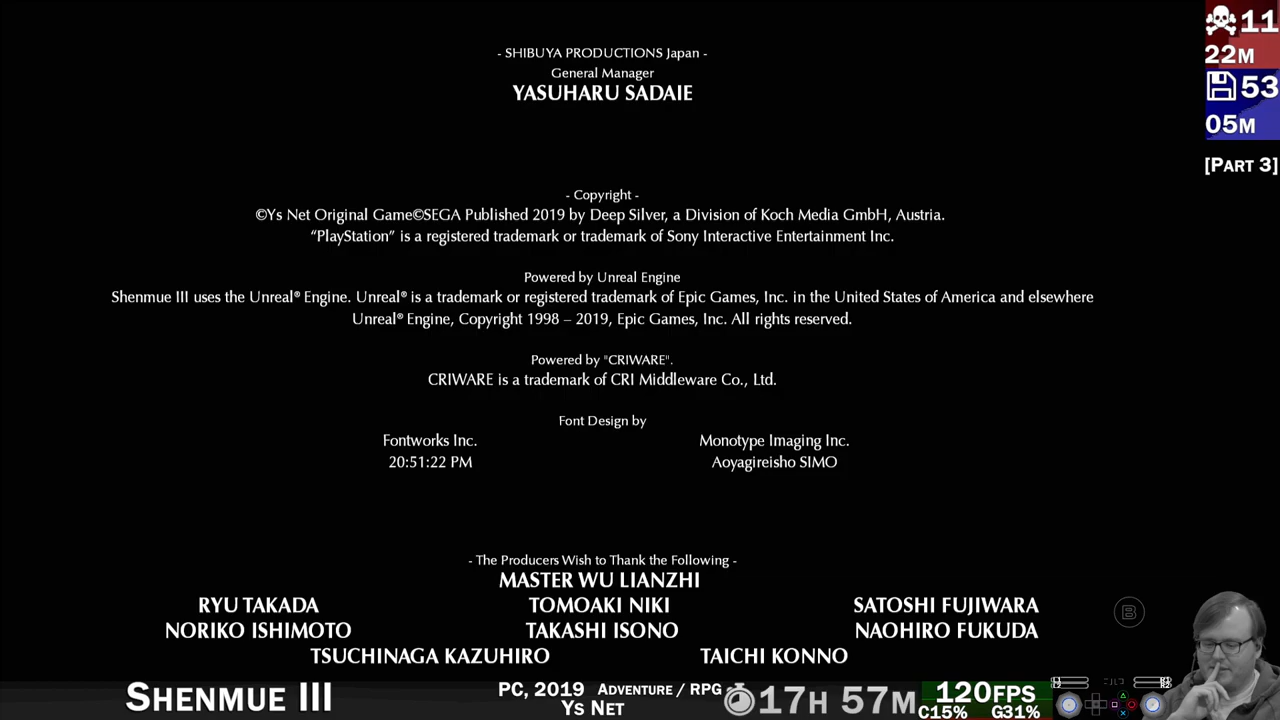 - SHIBUYA PRODUCTIONS Japan -
General Manager
YASUHARU SADAIE
- Copyright -
©Ys Net Original Game©SEGA Published 2019 by Deep Silver, a Division of Koch Media GmbH, Austria.
“PlayStation” is a registered trademark or trademark of Sony Interactive Entertainment Inc.
Powered by Unreal Engine
Shenmue III uses the Unreal® Engine. Unreal® is a trademark or registered trademark of Epic Games, Inc. in the United States of America and elsewhere
Unreal® Engine, Copyright 1998 – 2019, Epic Games, Inc. All rights reserved.
Powered by "CRIWARE".
CRIWARE is a trademark of CRI Middleware Co., Ltd.
Font Design by
Fontworks Inc. Monotype Imaging Inc.
20:51:22 PM Aoyagireisho SIMO
- The Producers Wish to Thank the Following -
MASTER WU LIANZHI
RYU TAKADA TOMOAKI NIKI SATOSHI FUJIWARA
NORIKO ISHIMOTO TAKASHI ISONO NAOHIRO FUKUDA
TSUCHINAGA KAZUHIRO TAICHI KONNO
11
22M
53
05M
[PART 3]
B
SHENMUE III
PC, 2019 ADVENTURE / RPG
YS NET
17H 57M
120FPS
C15% G31%